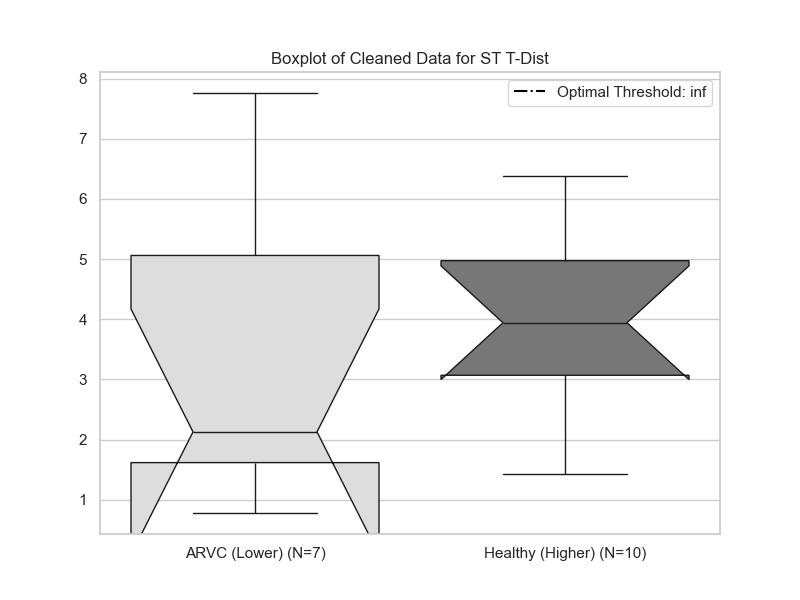 Boxplot of Cleaned Data for ST T-Dist
8
Optimal Threshold: inf
7
6
5
4
3
2
1
ARVC (Lower) (N=7)
Healthy (Higher) (N=10)